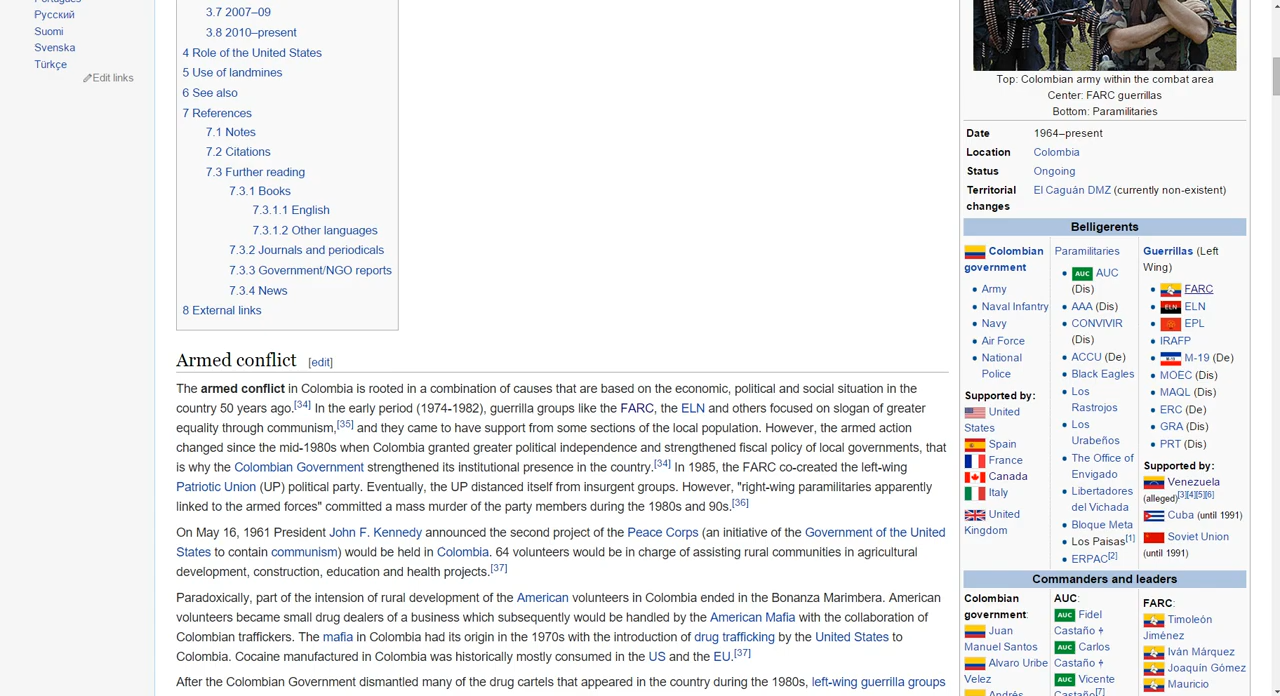 Português
Русский
Suomi
Svenska
Türkçe
Edit links
3.7 2007–09
3.8 2010–present
4 Role of the United States
5 Use of landmines
6 See also
7 References
7.1 Notes
7.2 Citations
7.3 Further reading
7.3.1 Books
7.3.1.1 English
7.3.1.2 Other languages
7.3.2 Journals and periodicals
7.3.3 Government/NGO reports
7.3.4 News
8 External links
Armed conflict [edit]
The armed conflict in Colombia is rooted in a combination of causes that are based on the economic, political and social situation in the
country 50 years ago.[34] In the early period (1974-1982), guerrilla groups like the FARC, the ELN and others focused on slogan of greater
equality through communism,[35] and they came to have support from some sections of the local population. However, the armed action
changed since the mid-1980s when Colombia granted greater political independence and strengthened fiscal policy of local governments, that
is why the Colombian Government strengthened its institutional presence in the country.[34] In 1985, the FARC co-created the left-wing
Patriotic Union (UP) political party. Eventually, the UP distanced itself from insurgent groups. However, "right-wing paramilitaries apparently
linked to the armed forces" committed a mass murder of the party members during the 1980s and 90s.[36]
On May 16, 1961 President John F. Kennedy announced the second project of the Peace Corps (an initiative of the Government of the United
States to contain communism) would be held in Colombia. 64 volunteers would be in charge of assisting rural communities in agricultural
development, construction, education and health projects.[37]
Paradoxically, part of the intension of rural development of the American volunteers in Colombia ended in the Bonanza Marimbera. American
volunteers became small drug dealers of a business which subsequently would be handled by the American Mafia with the collaboration of
Colombian traffickers. The mafia in Colombia had its origin in the 1970s with the introduction of drug trafficking by the United States to
Colombia. Cocaine manufactured in Colombia was historically mostly consumed in the US and the EU.[37]
After the Colombian Government dismantled many of the drug cartels that appeared in the country during the 1980s, left-wing guerrilla groups
Top: Colombian army within the combat area
Center: FARC guerrillas
Bottom: Paramilitaries
Date 1964–present
Location Colombia
Status Ongoing
Territorial El Caguán DMZ (currently non-existent)
changes
Belligerents
Colombian
government
Army
Naval Infantry
Navy
Air Force
National
Police
Supported by:
United
States
Spain
France
Canada
Italy
United
Kingdom
Paramilitaries
AUC AUC
(Dis)
AAA (Dis)
CONVIVIR
(Dis)
ACCU (De)
Black Eagles
Los
Rastrojos
Los
Urabeños
The Office of
Envigado
Libertadores
del Vichada
Bloque Meta
Los Paisas[1]
ERPAC[2]
Guerrillas (Left
Wing)
FARC
ELN ELN
EPL
IRAFP
M-19 (De)
MOEC (Dis)
MAQL (Dis)
ERC (De)
GRA (Dis)
PRT (Dis)
Supported by:
Venezuela
(alleged)[3][4][5][6]
Cuba (until 1991)
Soviet Union
(until 1991)
Commanders and leaders
Colombian
government:
Juan
Manuel Santos
Alvaro Uribe
Velez
Andrés
AUC:
AUC Fidel
Castaño ✝
AUC Carlos
Castaño ✝
AUC Vicente
Castaño[7]
FARC:
Timoleón
Jiménez
Iván Márquez
Joaquín Gómez
Mauricio